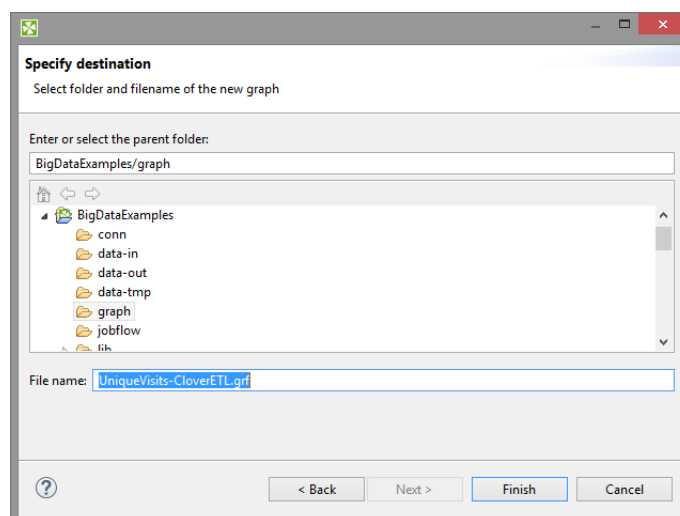 Specify destination
Select folder and filename of the new graph
Enter or select the parent folder:
BigDataExamples/graph
BigDataExamples
conn
data-in
data-out
data-tmp
graph
jobflow
lib
File name: UniqueVisits-CloverETL.grf
< Back Next > Finish Cancel